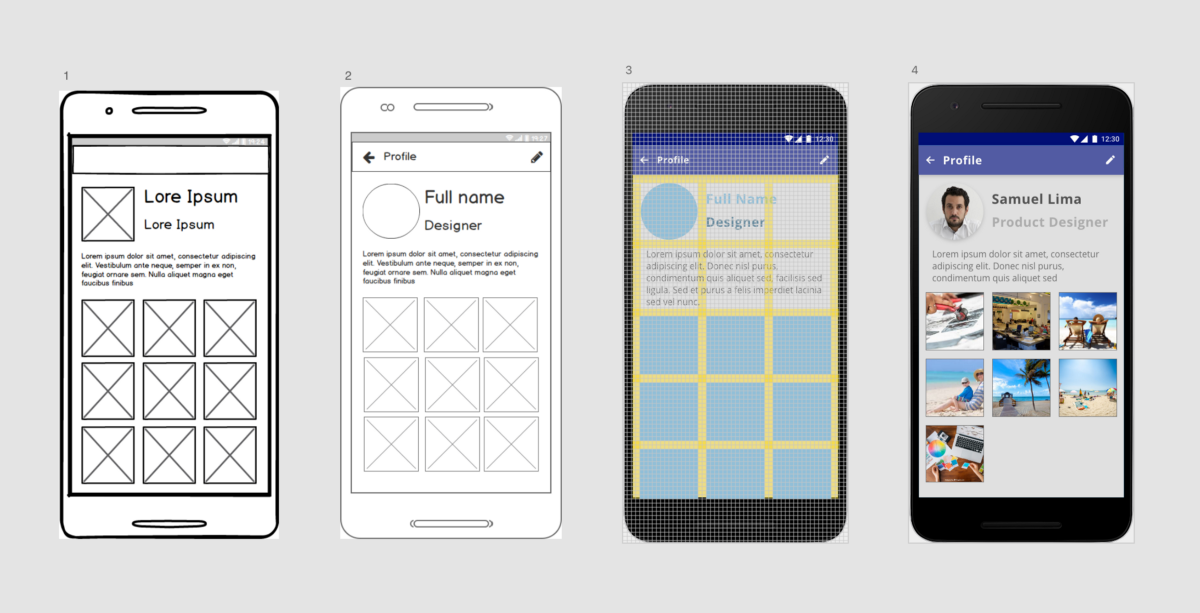 1
Lore Ipsum
Lore Ipsum
Lorem ipsum dolor sit amet, consectetur adipiscing
elit. Vestibulum ante neque, semper in ex non,
feugiat ornare sem. Nulla aliquet magna eget
faucibus finibus
2
Profile
Full name
Designer
Lorem ipsum dolor sit amet, consectetur adipiscing
elit. Vestibulum ante neque, semper in ex non,
feugiat ornare sem. Nulla aliquet magna eget
faucibus finibus
3
12:30
Profile
Full Name
Designer
Lorem ipsum dolor sit amet, consectetur
adipiscing elit. Donec nisl purus,
condimentum quis aliquet sed, facilisis sed
ligula. Sed et purus a felis imperdiet lacinia
sed vel nunc.
4
12:30
Profile
Samuel Lima
Product Designer
Lorem ipsum dolor sit amet, consectetur
adipiscing elit. Donec nisl purus,
condimentum quis aliquet sed